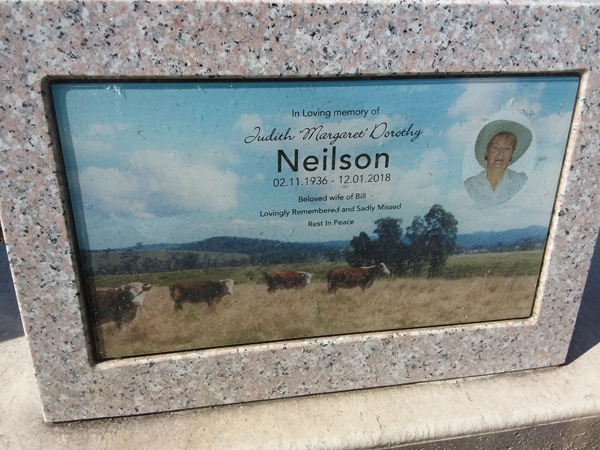 In Loving memory of
Judith 'Margaret' Dorothy
Neilson
02.11.1936 - 12.01.2018
Beloved wife of Bill
Lovingly Remembered and Sadly Missed
Rest In Peace